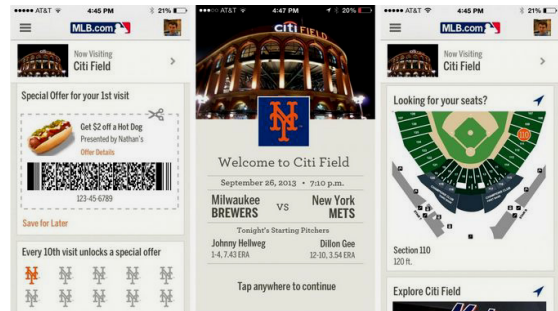 AT&T 4:45 PM 21%
MLB.com
Now Visiting
Citi Field
Special Offer for your 1st visit
Get $2 off a Hot Dog
Presented by Nathan's
Offer Details
123-45-6789
Save for Later
Every 10th visit unlocks a special offer
AT&T 4:47 PM 20%
citi FIELD
NY
Welcome to Citi Field
September 26, 2013 • 7:10 p.m.
Milwaukee
BREWERS
VS
New York
METS
Tonight's Starting Pitchers
Johnny Hellweg
1-4, 7.43 ERA
Dillon Gee
12-10, 3.54 ERA
Tap anywhere to continue
AT&T 4:45 PM 21%
MLB.com
Now Visiting
Citi Field
Looking for your seats?
110
Section 110
120 ft.
Explore Citi Field